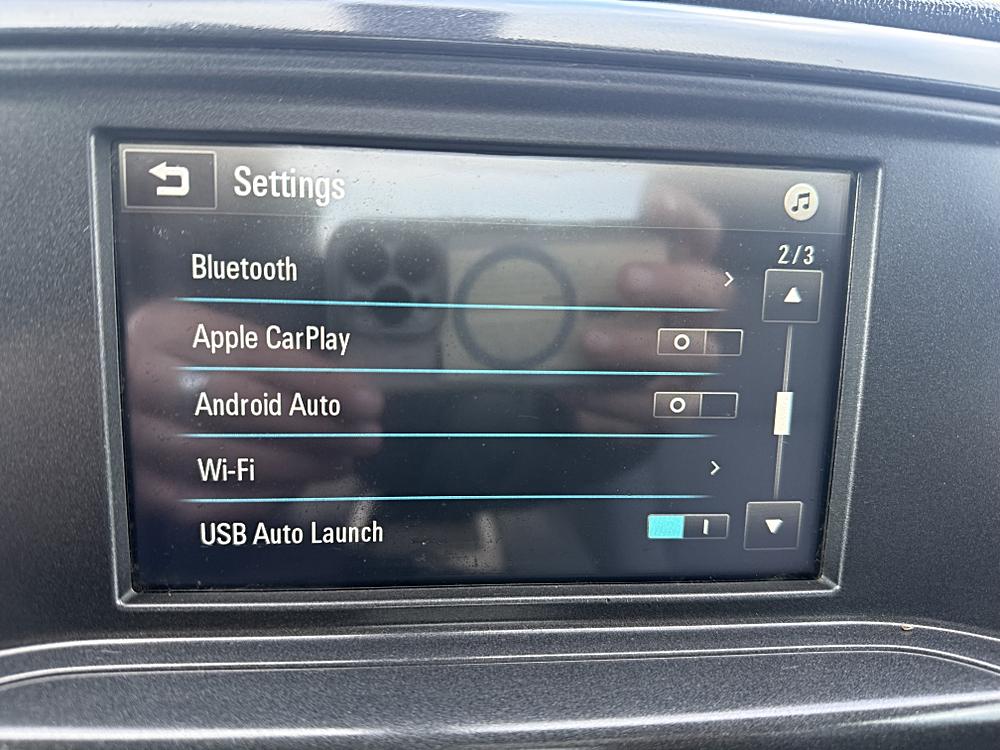 Settings
2/3
Bluetooth
Apple CarPlay
Android Auto
Wi-Fi
USB Auto Launch